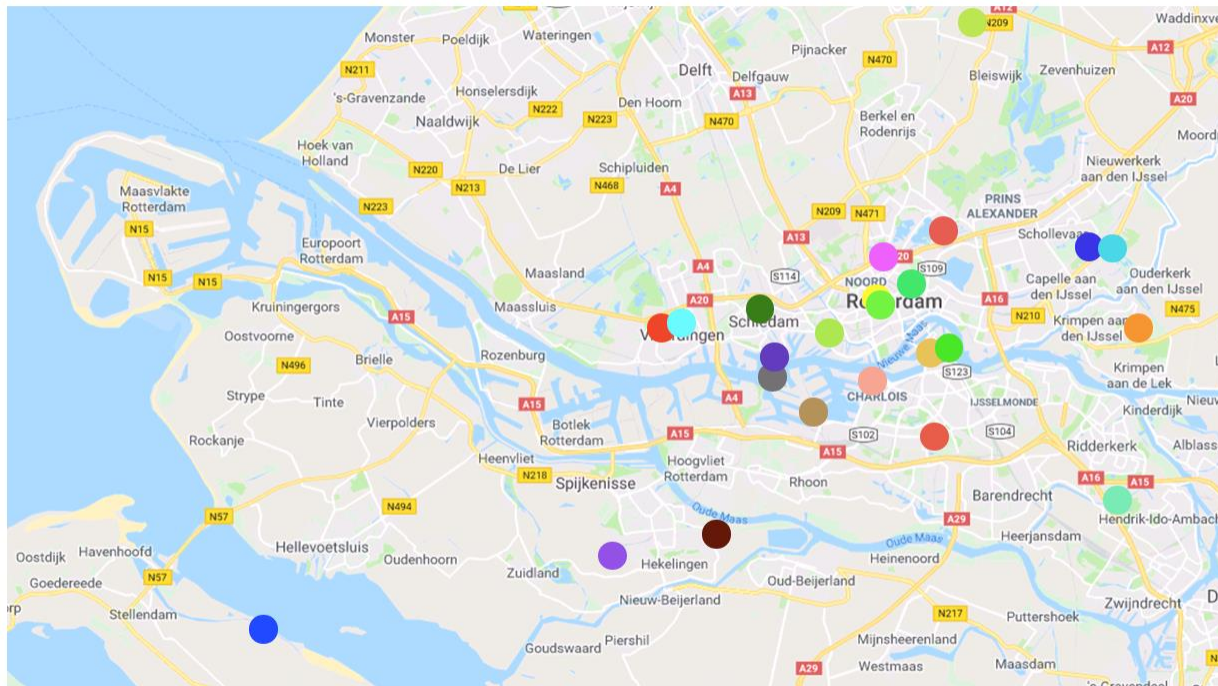 A12
Waddinxve
Monster
Poeldijk
Wateringen
N209
A12
Pijnacker
N470
Delft
Delfgauw
Bleiswijk
Zevenhuizen
N211
Honselersdijk
's-Gravenzande
A13
A20
Den Hoorn
N222
Naaldwijk
N223
N470
Berkel en
Rodenrijs
Moord
Hoek van
Holland
De Lier
Schipluiden
N220
N213
N468
A4
Nieuwerkerk
aan den IJssel
Maasvlakte
Rotterdam
N15
N223
N209
N471
PRINS
ALEXANDER
A13
Europoort
Rotterdam
A4
S114
20
S109
N15
N15
Maasland
NOORD
Capelle aan
den IJssel
Ouderkerk
aan den IJssel
Kruiningergors
Maassluis
A20
A16
N475
A15
Schiedam
N210
Krimpen aan
den IJssel
Oostvoorne
Brielle
Rozenburg
Nieuwe Maas
N496
S123
Krimpen
aan de Lek
Strype
Tinte
A15
A4
CHARLOIS
IJSSELMONDE
Kinderdijk
Nieuw
Vierpolders
Botlek
Rotterdam
Rockanje
A15
S102
S104
Ridderkerk
Alblass
A15
Heenvliet
Hoogvliet
Rotterdam
N218
Spijkenisse
Rhoon
A16
A15
N494
Barendrecht
N57
Oude Maas
A29
Hendrik-Ido-Ambach
Hellevoetsluis
Oude Maas
Heerjansdam
Oostdijk
Havenhoofd
Oudenhoorn
Heinenoord
Hekelingen
Zuidland
Goedereede
N57
Oud-Beijerland
Nieuw-Beijerland
Zwijndrecht
D
orp
Stellendam
N217
Puttershoek
Piershil
Goudswaard
Mijnsheerenland
Westmaas
Maasdam
A29
N